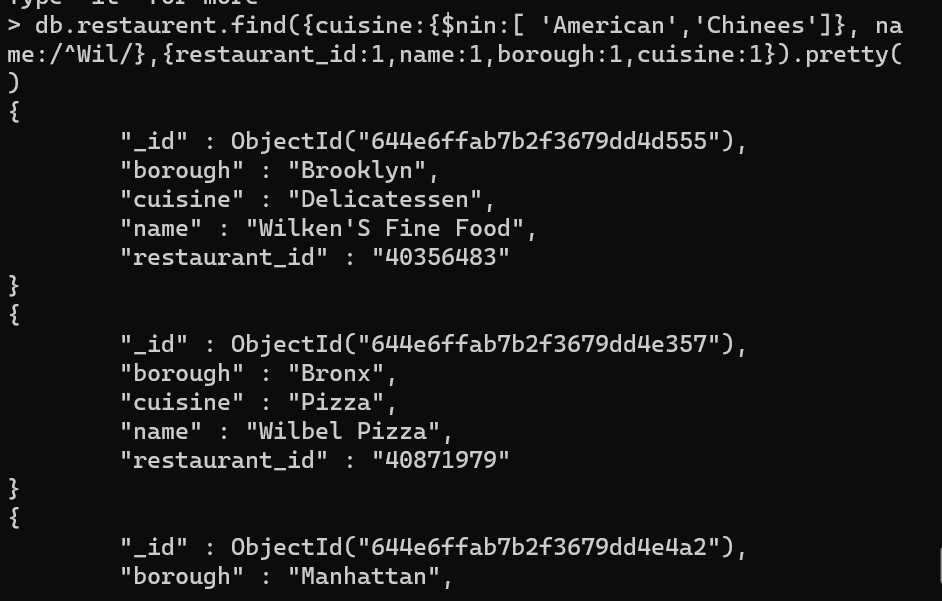 Type "it" for more
> db.restaurent.find({cuisine:{$nin:[ 'American','Chinees']}, na
me:/^Wil/},{restaurant_id:1,name:1,borough:1,cuisine:1}).pretty(
)
{
"_id" : ObjectId("644e6ffab7b2f3679dd4d555"),
"borough" : "Brooklyn",
"cuisine" : "Delicatessen",
"name" : "Wilken'S Fine Food",
"restaurant_id" : "40356483"
}
{
"_id" : ObjectId("644e6ffab7b2f3679dd4e357"),
"borough" : "Bronx",
"cuisine" : "Pizza",
"name" : "Wilbel Pizza",
"restaurant_id" : "40871979"
}
{
"_id" : ObjectId("644e6ffab7b2f3679dd4e4a2"),
"borough" : "Manhattan",